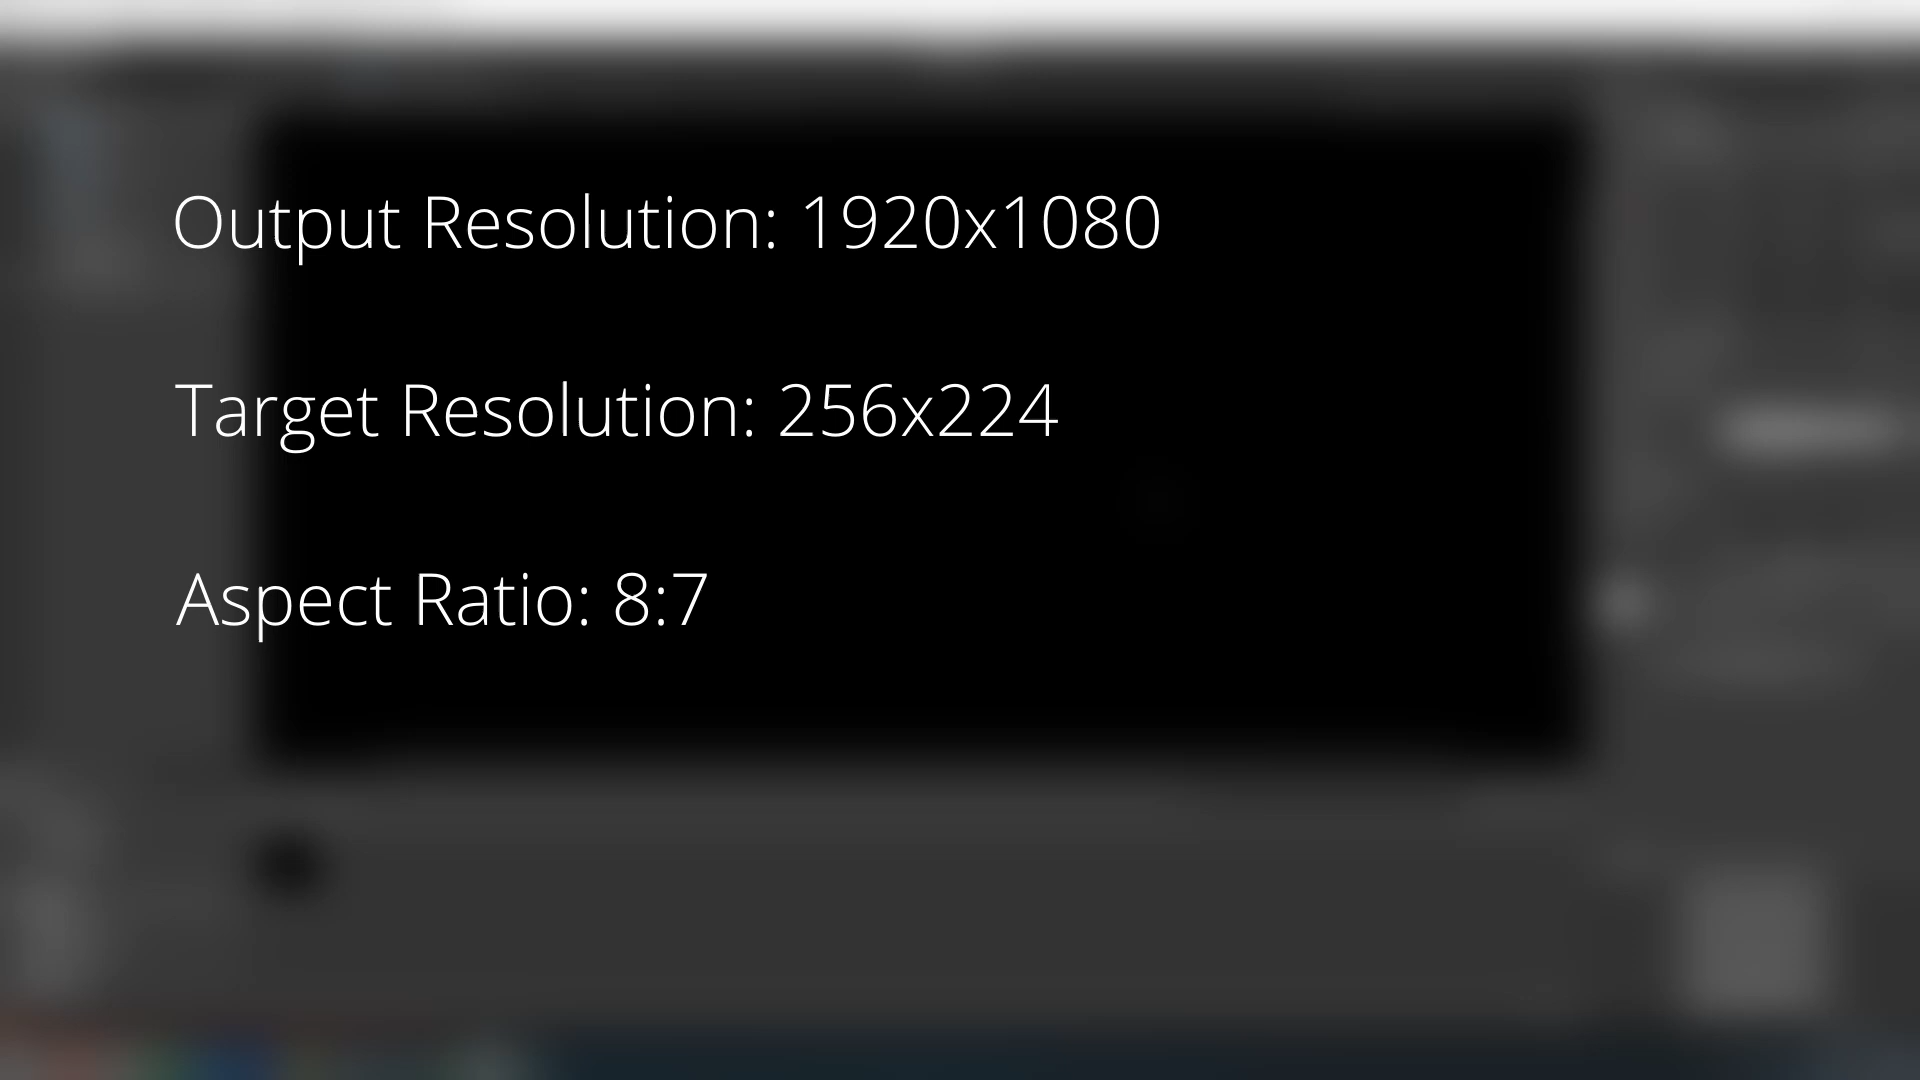 Output Resolution: 1920x1080
Target Resolution: 256x224
Aspect Ratio: 8:7